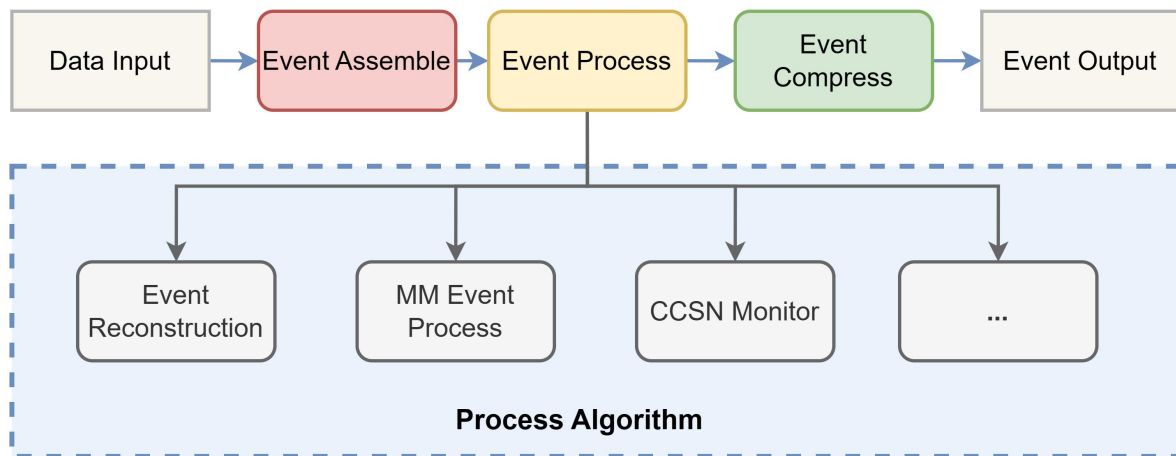 Data Input
Event Assemble
Event Process
Event
Compress
Event Output
Event
Reconstruction
MM Event
Process
CCSN Monitor
...
Process Algorithm